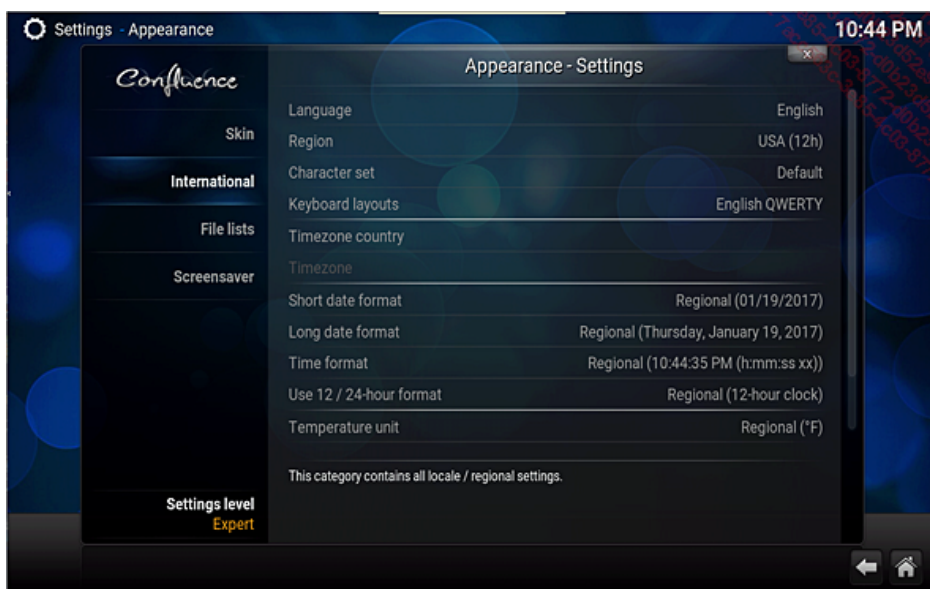 Settings - Appearance
10:44 PM
Confluence
Appearance - Settings
Skin
International
File lists
Screensaver
Language English
Region USA (12h)
Character set Default
Keyboard layouts English QWERTY
Timezone country
Timezone
Short date format Regional (01/19/2017)
Long date format Regional (Thursday, January 19, 2017)
Time format Regional (10:44:35 PM (h:mm:ss xx))
Use 12 / 24-hour format Regional (12-hour clock)
Temperature unit Regional (°F)
This category contains all locale / regional settings.
Settings level
Expert